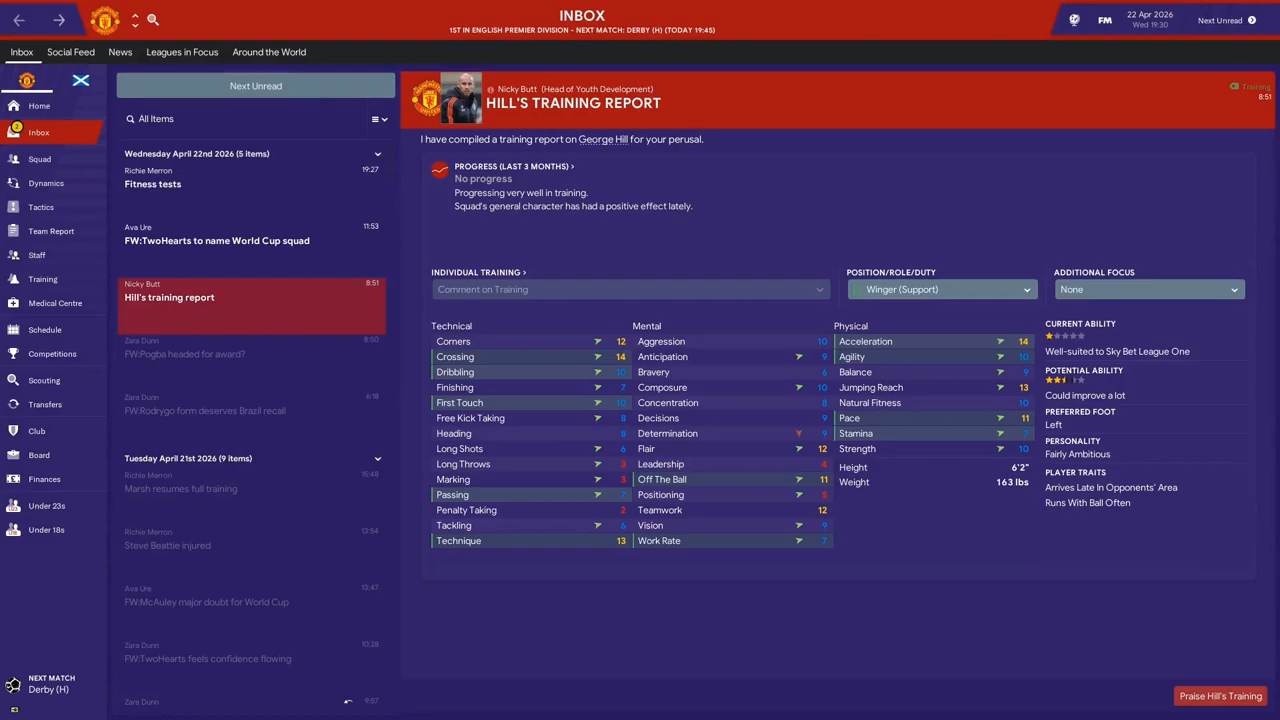 INBOX
1ST IN ENGLISH PREMIER DIVISION - NEXT MATCH: DERBY (H) (TODAY 19:45)
FM
22 Apr 2026
Wed 19:30
Next Unread
Inbox
Social Feed
News
Leagues in Focus
Around the World
Home
2
Inbox
Squad
Dynamics
Tactics
Team Report
Staff
Training
Medical Centre
Schedule
Competitions
Scouting
Transfers
Club
Board
Finances
Under 23s
Under 18s
NEXT MATCH
Derby (H)
Next Unread
All Items
Wednesday April 22nd 2026 (5 items)
Richie Merron 19:27
Fitness tests
Ava Ure 11:53
FW:TwoHearts to name World Cup squad
Nicky Butt 8:51
Hill's training report
Zara Dunn 8:50
FW:Pogba headed for award?
Zara Dunn 6:18
FW:Rodrygo form deserves Brazil recall
Tuesday April 21st 2026 (9 items)
Richie Merron 15:48
Marsh resumes full training
Richie Merron 13:54
Steve Beattie injured
Ava Ure 13:47
FW:McAuley major doubt for World Cup
Zara Dunn 10:28
FW:TwoHearts feels confidence flowing
Zara Dunn 9:57
Nicky Butt (Head of Youth Development)
HILL'S TRAINING REPORT
Training
8:51
I have compiled a training report on George Hill for your perusal.
PROGRESS (LAST 3 MONTHS) >
No progress
Progressing very well in training.
Squad's general character has had a positive effect lately.
INDIVIDUAL TRAINING >
Comment on Training
POSITION/ROLE/DUTY
Winger (Support)
ADDITIONAL FOCUS
None
Technical
Corners 12
Crossing 14
Dribbling 10
Finishing 7
First Touch 10
Free Kick Taking 8
Heading 8
Long Shots 6
Long Throws 3
Marking 3
Passing 7
Penalty Taking 2
Tackling 6
Technique 13
Mental
Aggression 10
Anticipation 9
Bravery 6
Composure 10
Concentration 8
Decisions 9
Determination 9
Flair 12
Leadership 4
Off The Ball 11
Positioning 5
Teamwork 12
Vision 9
Work Rate 7
Physical
Acceleration 14
Agility 10
Balance 9
Jumping Reach 13
Natural Fitness 10
Pace 11
Stamina 7
Strength 10
Height 6'2"
Weight 163 lbs
CURRENT ABILITY
Well-suited to Sky Bet League One
POTENTIAL ABILITY
Could improve a lot
PREFERRED FOOT
Left
PERSONALITY
Fairly Ambitious
PLAYER TRAITS
Arrives Late In Opponents' Area
Runs With Ball Often
Praise Hill's Training